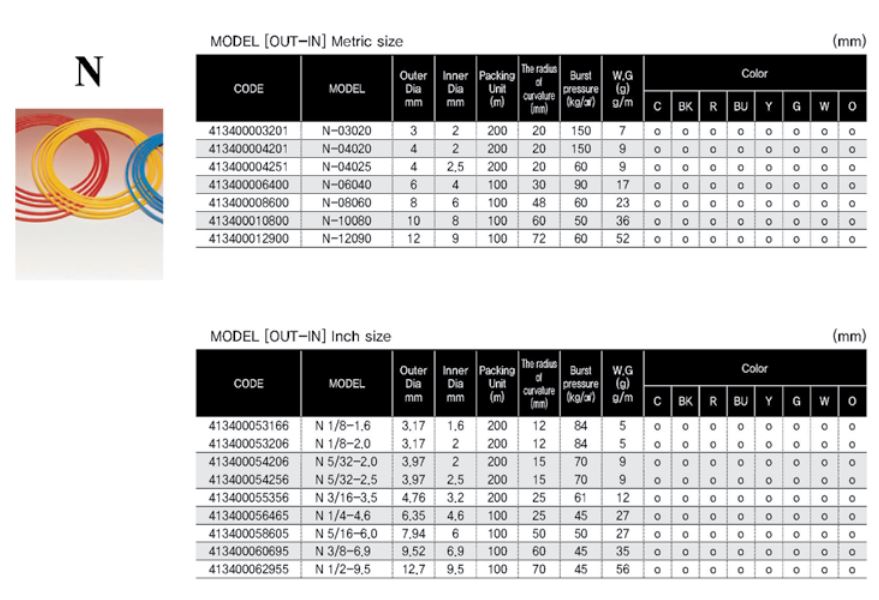 N
MODEL [OUT-IN] Metric size (mm)
CODE MODEL Outer Dia mm Inner Dia mm Packing Unit (m) The radius of curvature (mm) Burst pressure (kg/㎠) W.G (g) g/m Color
C BK R BU Y G W O
413400003201 N-03020 3 2 200 20 150 7 o o o o o o o o
413400004201 N-04020 4 2 200 20 150 9 o o o o o o o o
413400004251 N-04025 4 2.5 200 20 60 9 o o o o o o o o
413400006400 N-06040 6 4 100 30 90 17 o o o o o o o o
413400008600 N-08060 8 6 100 48 60 23 o o o o o o o o
413400010800 N-10080 10 8 100 60 50 36 o o o o o o o o
413400012900 N-12090 12 9 100 72 60 52 o o o o o o o o
MODEL [OUT-IN] Inch size (mm)
CODE MODEL Outer Dia mm Inner Dia mm Packing Unit (m) The radius of curvature (mm) Burst pressure (kg/㎠) W.G (g) g/m Color
C BK R BU Y G W O
413400053166 N 1/8-1.6 3.17 1.6 200 12 84 5 o o o o o o o o
413400053206 N 1/8-2.0 3.17 2 200 12 84 5 o o o o o o o o
413400054206 N 5/32-2.0 3.97 2 200 15 70 9 o o o o o o o o
413400054256 N 5/32-2.5 3.97 2.5 200 15 70 9 o o o o o o o o
413400055356 N 3/16-3.5 4.76 3.2 200 25 61 12 o o o o o o o o
413400056465 N 1/4-4.6 6.35 4.6 100 25 45 27 o o o o o o o o
413400058605 N 5/16-6.0 7.94 6 100 50 50 27 o o o o o o o o
413400060695 N 3/8-6.9 9.52 6.9 100 60 45 35 o o o o o o o o
413400062955 N 1/2-9.5 12.7 9.5 100 70 45 56 o o o o o o o o